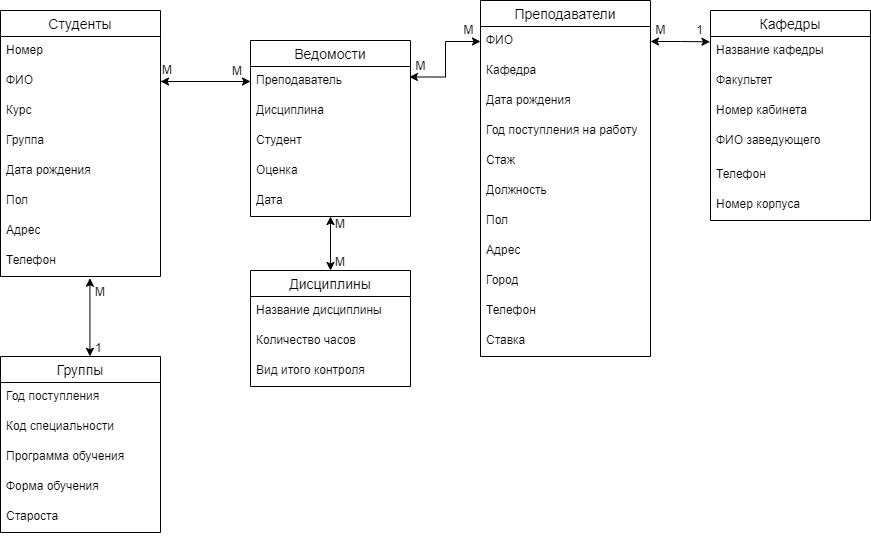 Студенты
Номер
ФИО
Курс
Группа
Дата рождения
Пол
Адрес
Телефон
M
M
Ведомости
Преподаватель
Дисциплина
Студент
Оценка
Дата
M
M
Преподаватели
ФИО
Кафедра
Дата рождения
Год поступления на работу
Стаж
Должность
Пол
Адрес
Город
Телефон
Ставка
M
1
Кафедры
Название кафедры
Факультет
Номер кабинета
ФИО заведующего
Телефон
Номер корпуса
M
M
Дисциплины
Название дисциплины
Количество часов
Вид итого контроля
M
1
Группы
Год поступления
Код специальности
Программа обучения
Форма обучения
Староста